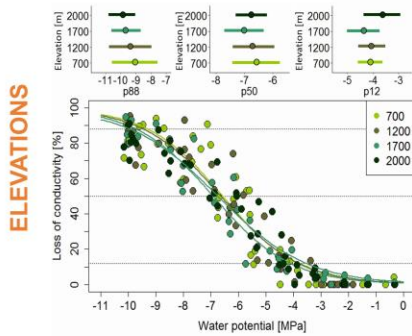 ELEVATIONS
Elevation [m]
2000
1700
1200
700
-11 -10 -9 -8 -7
p88
Elevation [m]
2000
1700
1200
700
-8 -7 -6
p50
Elevation [m]
2000
1700
1200
700
-5 -4 -3
p12
Loss of conductivity [%]
100
80
60
40
20
0
700
1200
1700
2000
-11 -10 -9 -8 -7 -6 -5 -4 -3 -2 -1 0
Water potential [MPa]